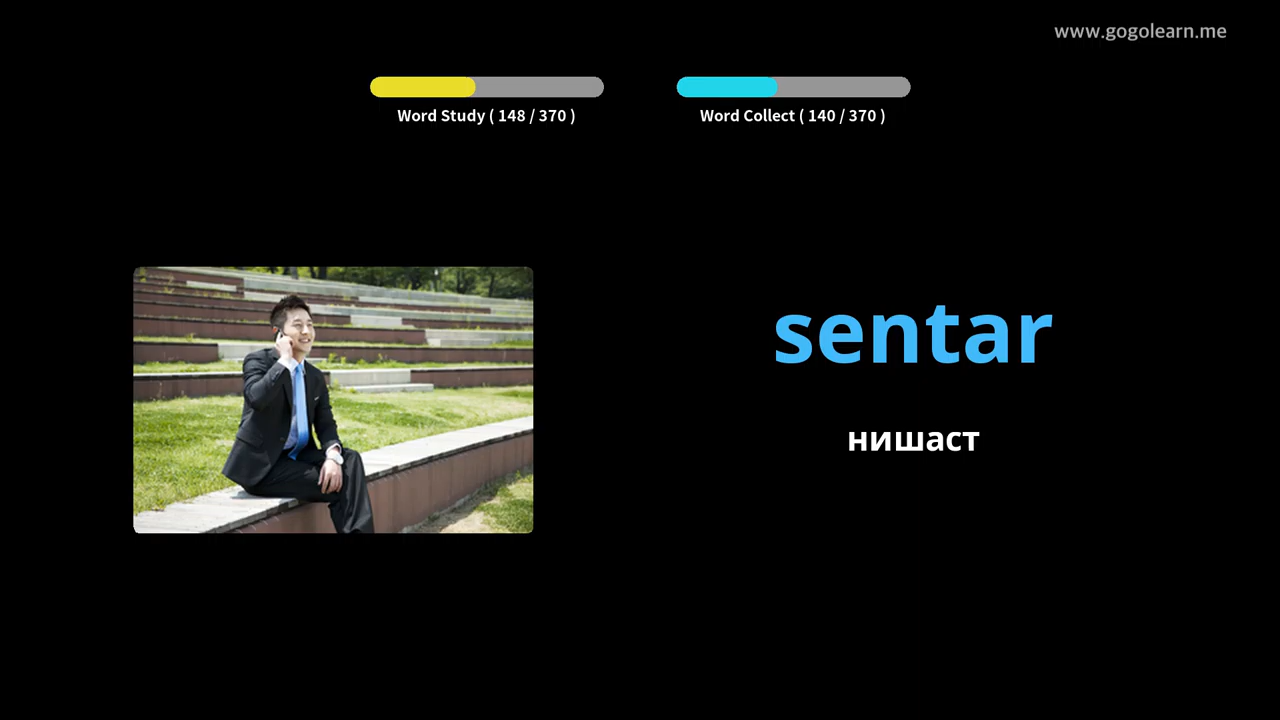 www.gogolearn.me
Word Study ( 148 / 370 )
Word Collect ( 140 / 370 )
sentar
нишаст